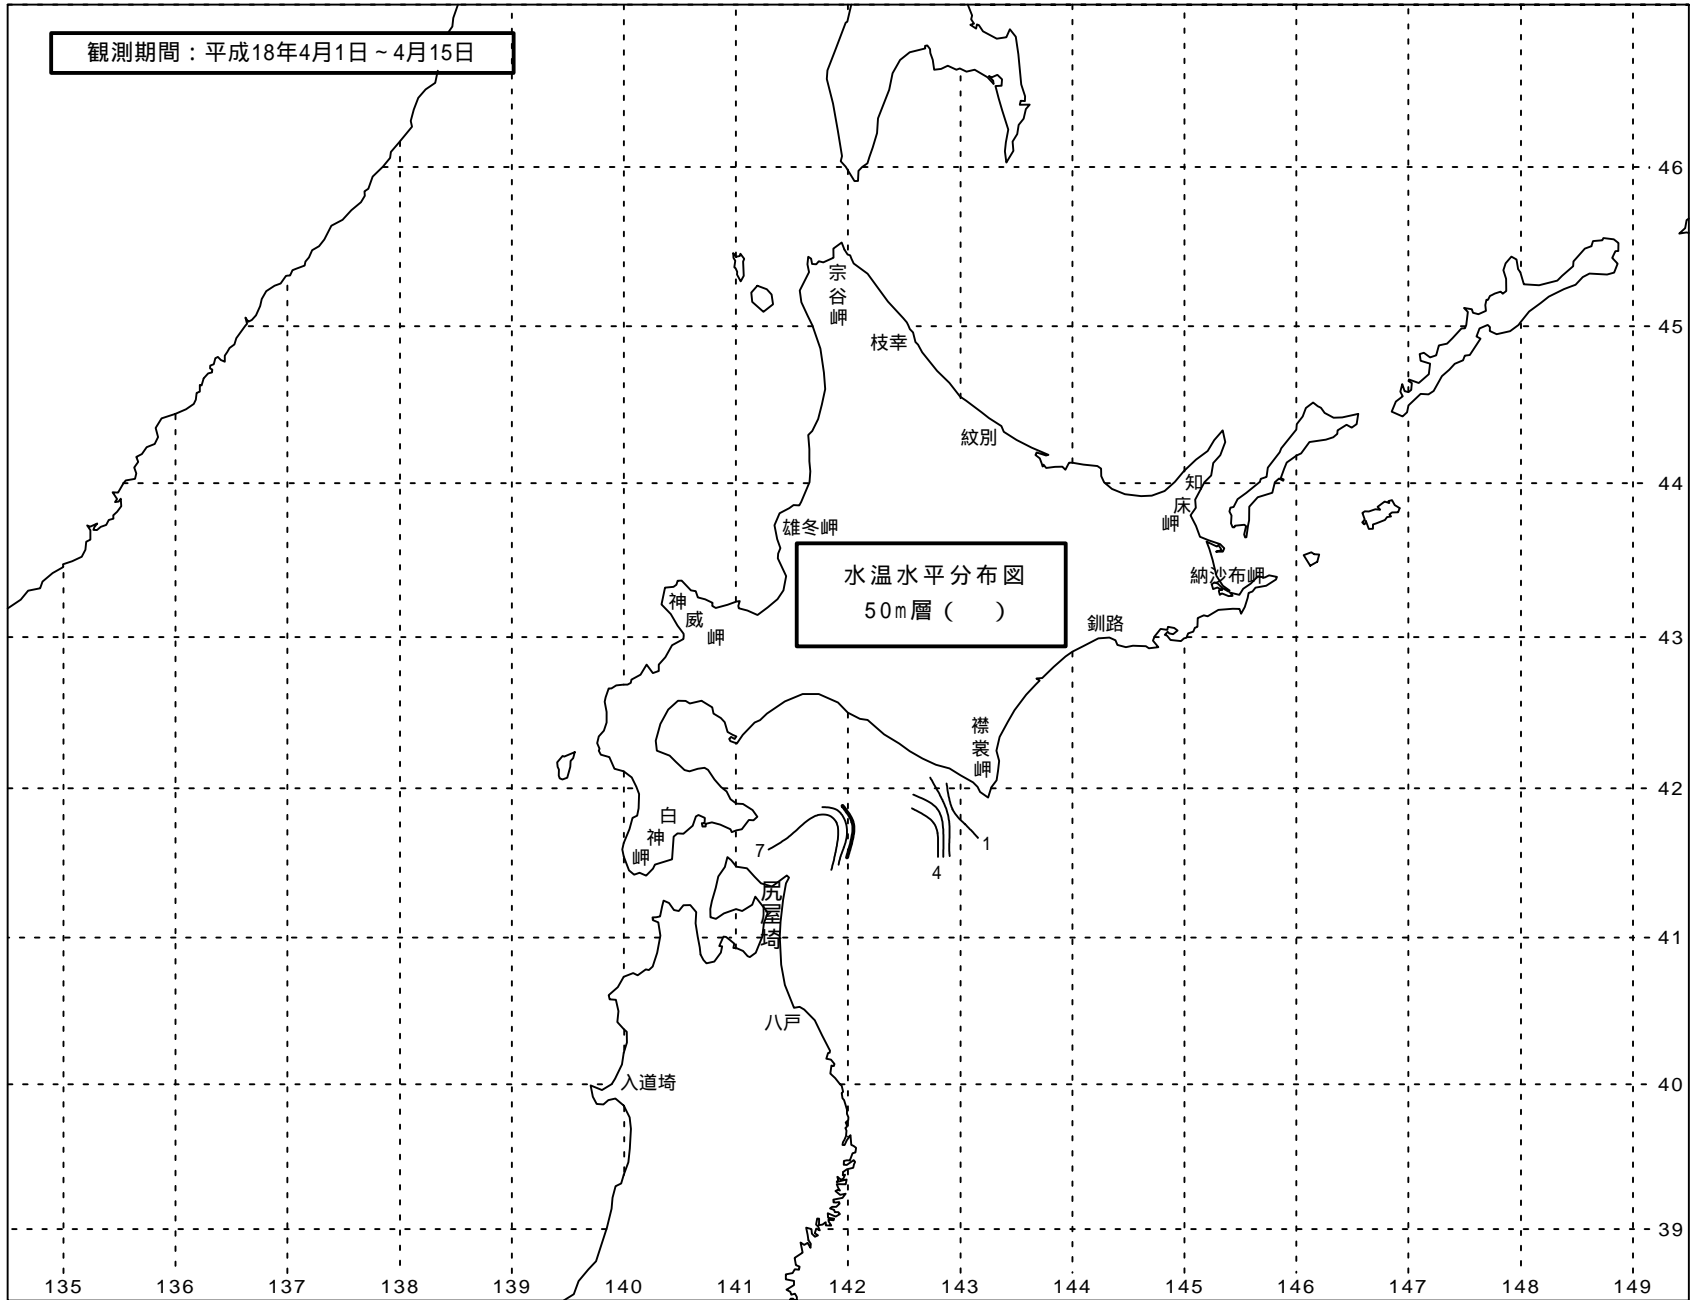 観測期間：平成18年4月1日～4月15日
46
宗谷岬
45
枝幸
紋別
44
知床岬
雄冬岬
水温水平分布図
50m層（　）
納沙布岬
神威岬
釧路
43
襟裳岬
42
白神岬
7
1
4
尻屋埼
41
八戸
入道埼
40
39
135 136 137 138 139 140 141 142 143 144 145 146 147 148 149